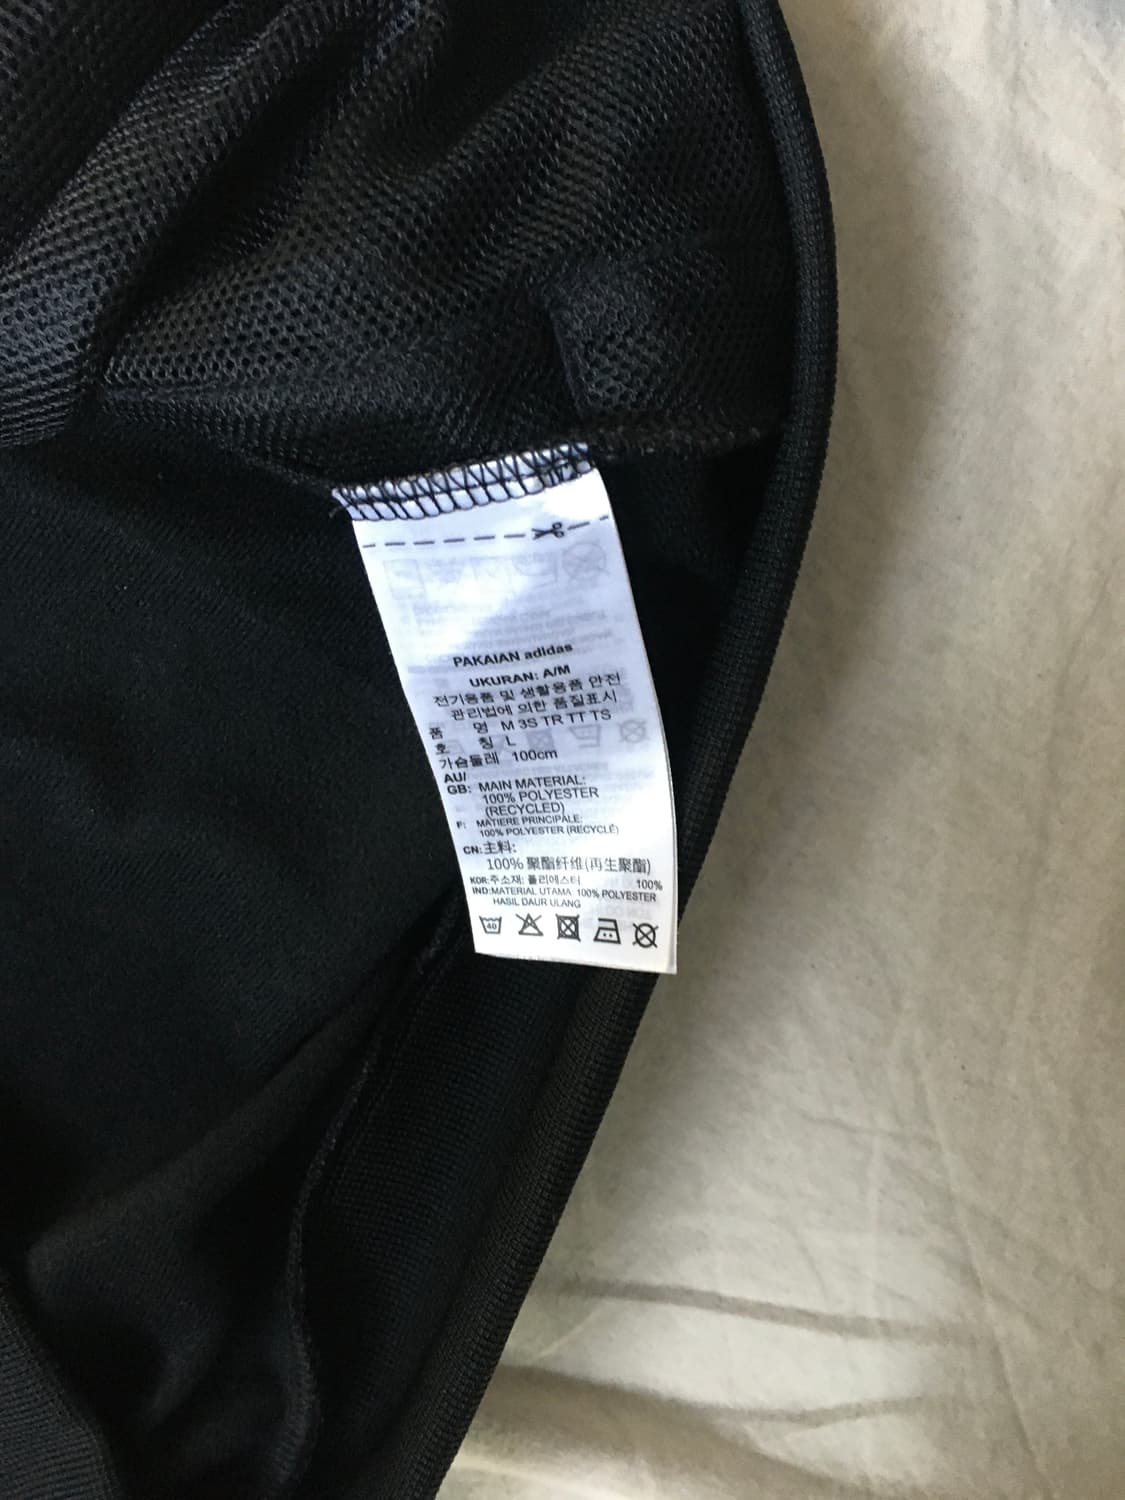 PAKAIAN adidas
UKURAN: A/M
전기용품 및 생활용품 안전
관리법에 의한 품질표시
품 명 M 3S TR TT TS
호 칭 L
가슴둘레 100cm
AU/
GB: MAIN MATERIAL:
100% POLYESTER
(RECYCLED)
F: MATIERE PRINCIPALE:
100% POLYESTER (RECYCLÉ)
CN:主料:
100% 聚酯纤维(再生聚酯)
KOR:주소재: 폴리에스터 100%
IND:MATERIAL UTAMA: 100% POLYESTER
HASIL DAUR ULANG
40